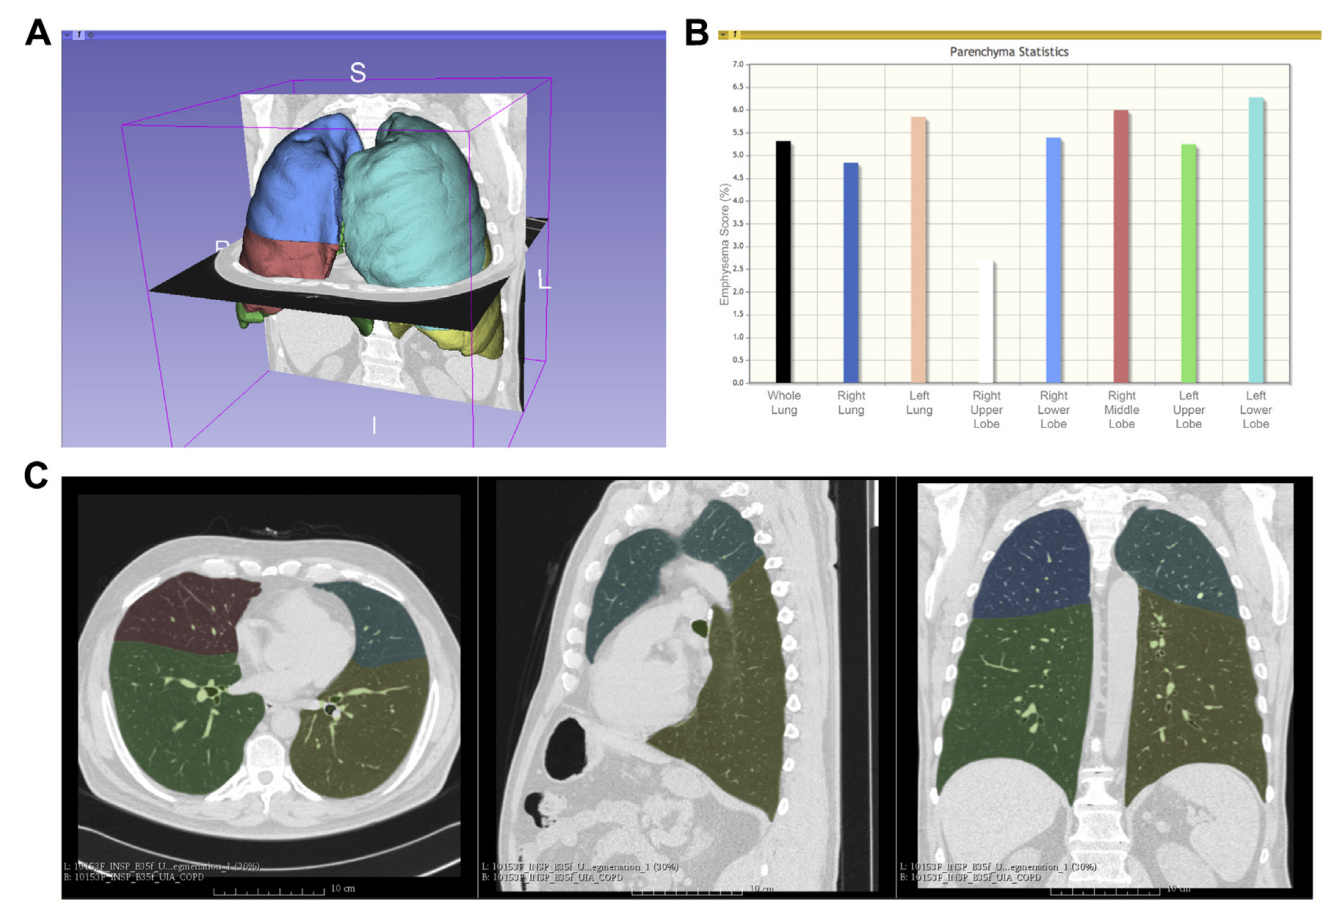 A
1
S
R
L
I
B
1
Parenchyma Statistics
Emphysema Score (%)
7.0
6.5
6.0
5.5
5.0
4.5
4.0
3.5
3.0
2.5
2.0
1.5
1.0
0.5
0.0
Whole Lung
Right Lung
Left Lung
Right Upper Lobe
Right Lower Lobe
Right Middle Lobe
Left Upper Lobe
Left Lower Lobe
C
L: 10153F_INSP_B35f_U...egmenation_1 (30%)
B: 10153F_INSP_B35f_UIA_COPD
10 cm
L: 10153F_INSP_B35f_U...egmenation_1 (30%)
B: 10153F_INSP_B35f_UIA_COPD
10 cm
L: 10153F_INSP_B35f_U...egmenation_1 (30%)
B: 10153F_INSP_B35f_UIA_COPD
10 cm